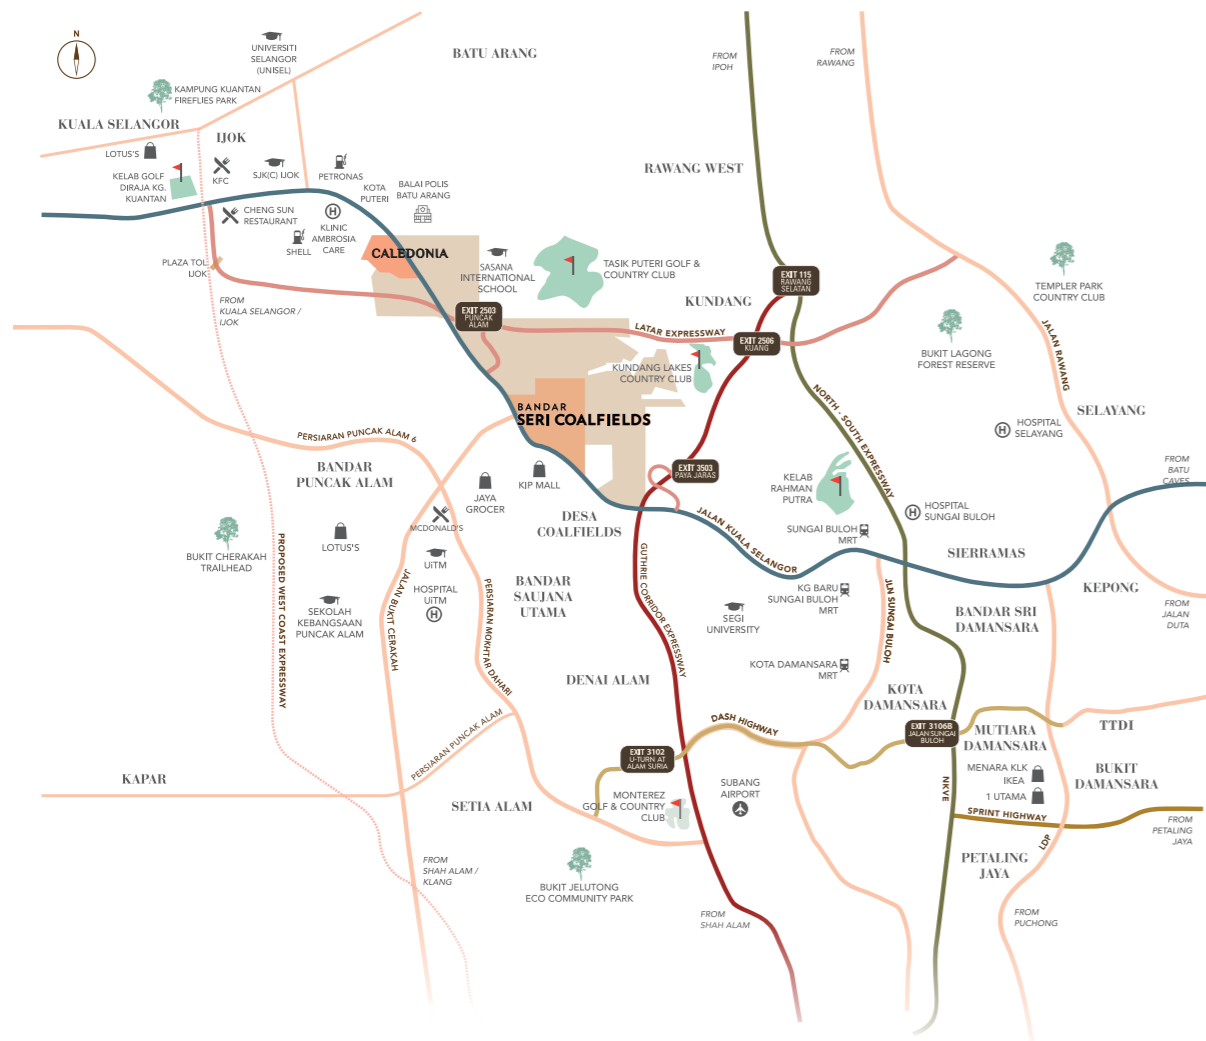 N
UNIVERSITI
SELANGOR
(UNISEL)
BATU ARANG
FROM
IPOH
FROM
RAWANG
KAMPUNG KUANTAN
FIREFLIES PARK
KUALA SELANGOR
IJOK
LOTUS'S
KELAB GOLF
DIRAJA KG.
KUANTAN
KFC
SJK(C) IJOK
PETRONAS
KOTA
PUTERI
BALAI POLIS
BATU ARANG
RAWANG WEST
CHENG SUN
RESTAURANT
SHELL
H
KLINIC
AMBROSIA
CARE
CALEDONIA
PLAZA TOL
IJOK
SASANA
INTERNATIONAL
SCHOOL
TASIK PUTERI GOLF &
COUNTRY CLUB
EXIT 115
RAWANG
SELATAN
TEMPLER PARK
COUNTRY CLUB
FROM
KUALA SELANGOR /
IJOK
KUNDANG
EXIT 2503
PUNCAK
ALAM
LATAR EXPRESSWAY
EXIT 2506
KUANG
JALAN RAWANG
BUKIT LAGONG
FOREST RESERVE
KUNDANG LAKES
COUNTRY CLUB
NORTH - SOUTH EXPRESSWAY
BANDAR
SERI COALFIELDS
SELAYANG
H
HOSPITAL
SELAYANG
PERSIARAN PUNCAK ALAM 6
BANDAR
PUNCAK ALAM
EXIT 3503
PAYA JARAS
FROM
BATU
CAVES
KELAB
RAHMAN
PUTRA
JAYA
GROCER
KIP MALL
DESA
COALFIELDS
JALAN KUALA SELANGOR
H
HOSPITAL
SUNGAI BULOH
SUNGAI BULOH
MRT
MCDONALD'S
BUKIT CHERAKAH
TRAILHEAD
LOTUS'S
UiTM
SIERRAMAS
PROPOSED WEST COAST EXPRESSWAY
GUTHRIE CORRIDOR EXPRESSWAY
JALAN BUKIT CERAKAH
PERSIARAN MOKHTAR DAHARI
HOSPITAL
UiTM
H
BANDAR
SAUJANA
UTAMA
KG BARU
SUNGAI BULOH
MRT
JLN SUNGAI BULOH
KEPONG
SEKOLAH
KEBANGSAAN
PUNCAK ALAM
SEGI
UNIVERSITY
BANDAR SRI
DAMANSARA
FROM
JALAN
DUTA
KOTA DAMANSARA
MRT
DENAI ALAM
KOTA
DAMANSARA
PERSIARAN PUNCAK ALAM
DASH HIGHWAY
EXIT 3106B
JALAN SUNGAI
BULOH
MUTIARA
DAMANSARA
TTDI
EXIT 3102
U-TURN AT
ALAM SURIA
KAPAR
SETIA ALAM
MONTEREZ
GOLF & COUNTRY
CLUB
SUBANG
AIRPORT
NKVE
MENARA KLK
IKEA
1 UTAMA
BUKIT
DAMANSARA
SPRINT HIGHWAY
LDP
FROM
PETALING
JAYA
PETALING
JAYA
FROM
SHAH ALAM /
KLANG
BUKIT JELUTONG
ECO COMMUNITY PARK
FROM
SHAH ALAM
FROM
PUCHONG